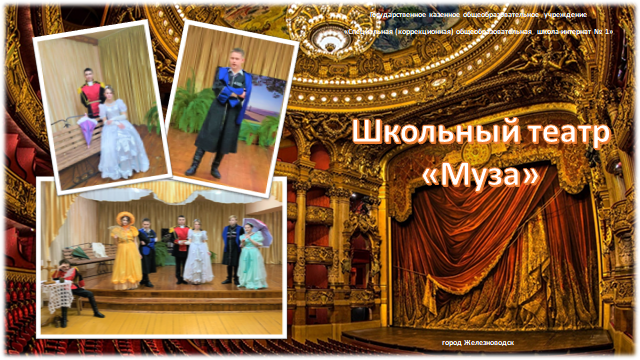 Государственное казенное общеобразовательное учреждение
«Специальная (коррекционная) общеобразовательная школа-интернат № 1»
Школьный театр
«Муза»
город Железноводск